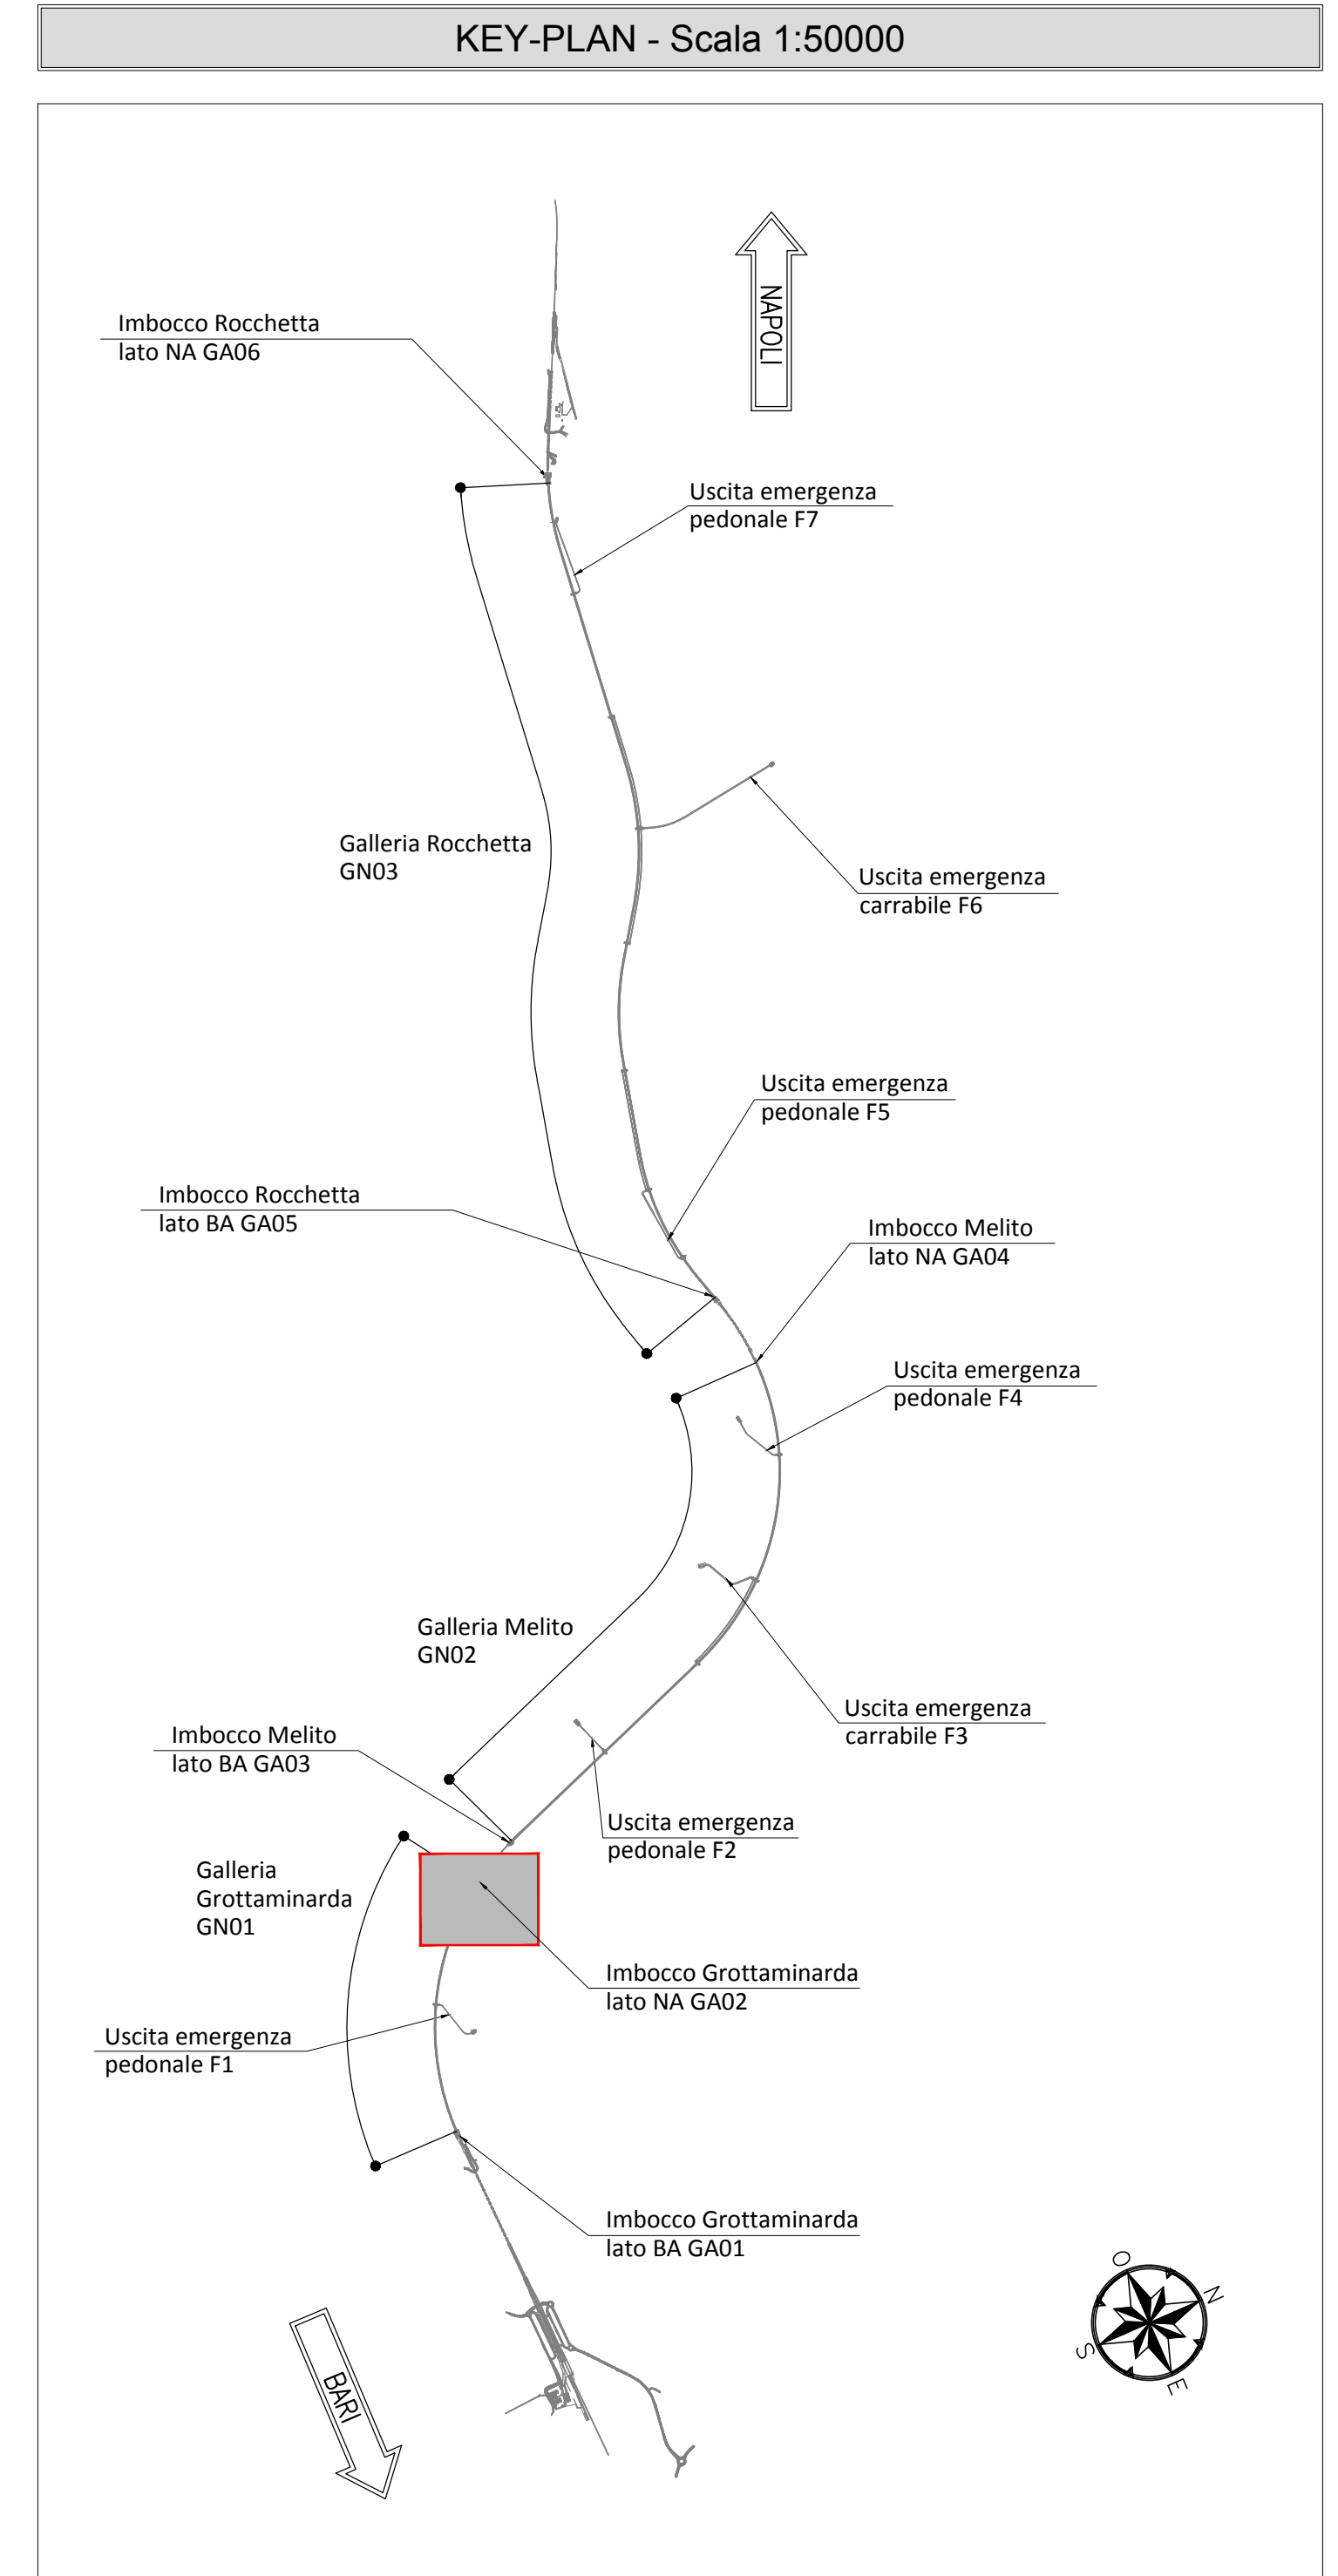 KEY-PLAN - Scala 1:50000
NAPOLI
Imbocco Rocchetta
lato NA GA06
Uscita emergenza
pedonale F7
Galleria Rocchetta
GN03
Uscita emergenza
carrabile F6
Uscita emergenza
pedonale F5
Imbocco Rocchetta
lato BA GA05
Imbocco Melito
lato NA GA04
Uscita emergenza
pedonale F4
Galleria Melito
GN02
Uscita emergenza
carrabile F3
Imbocco Melito
lato BA GA03
Uscita emergenza
pedonale F2
Galleria
Grottaminarda
GN01
Imbocco Grottaminarda
lato NA GA02
Uscita emergenza
pedonale F1
Imbocco Grottaminarda
lato BA GA01
O
N
S
E
BARI